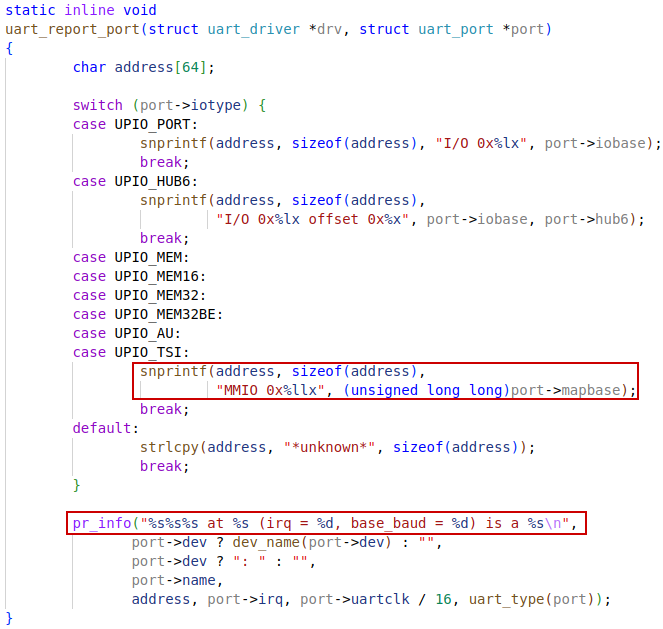 static inline void
uart_report_port(struct uart_driver *drv, struct uart_port *port)
{
        char address[64];

        switch (port->iotype) {
        case UPIO_PORT:
                snprintf(address, sizeof(address), "I/O 0x%lx", port->iobase);
                break;
        case UPIO_HUB6:
                snprintf(address, sizeof(address),
                         "I/O 0x%lx offset 0x%x", port->iobase, port->hub6);
                break;
        case UPIO_MEM:
        case UPIO_MEM16:
        case UPIO_MEM32:
        case UPIO_MEM32BE:
        case UPIO_AU:
        case UPIO_TSI:
                snprintf(address, sizeof(address),
                         "MMIO 0x%llx", (unsigned long long)port->mapbase);
                break;
        default:
                strlcpy(address, "*unknown*", sizeof(address));
                break;
        }

        pr_info("%s%s%s at %s (irq = %d, base_baud = %d) is a %s\n",
               port->dev ? dev_name(port->dev) : "",
               port->dev ? ": " : "",
               port->name,
               address, port->irq, port->uartclk / 16, uart_type(port));
}